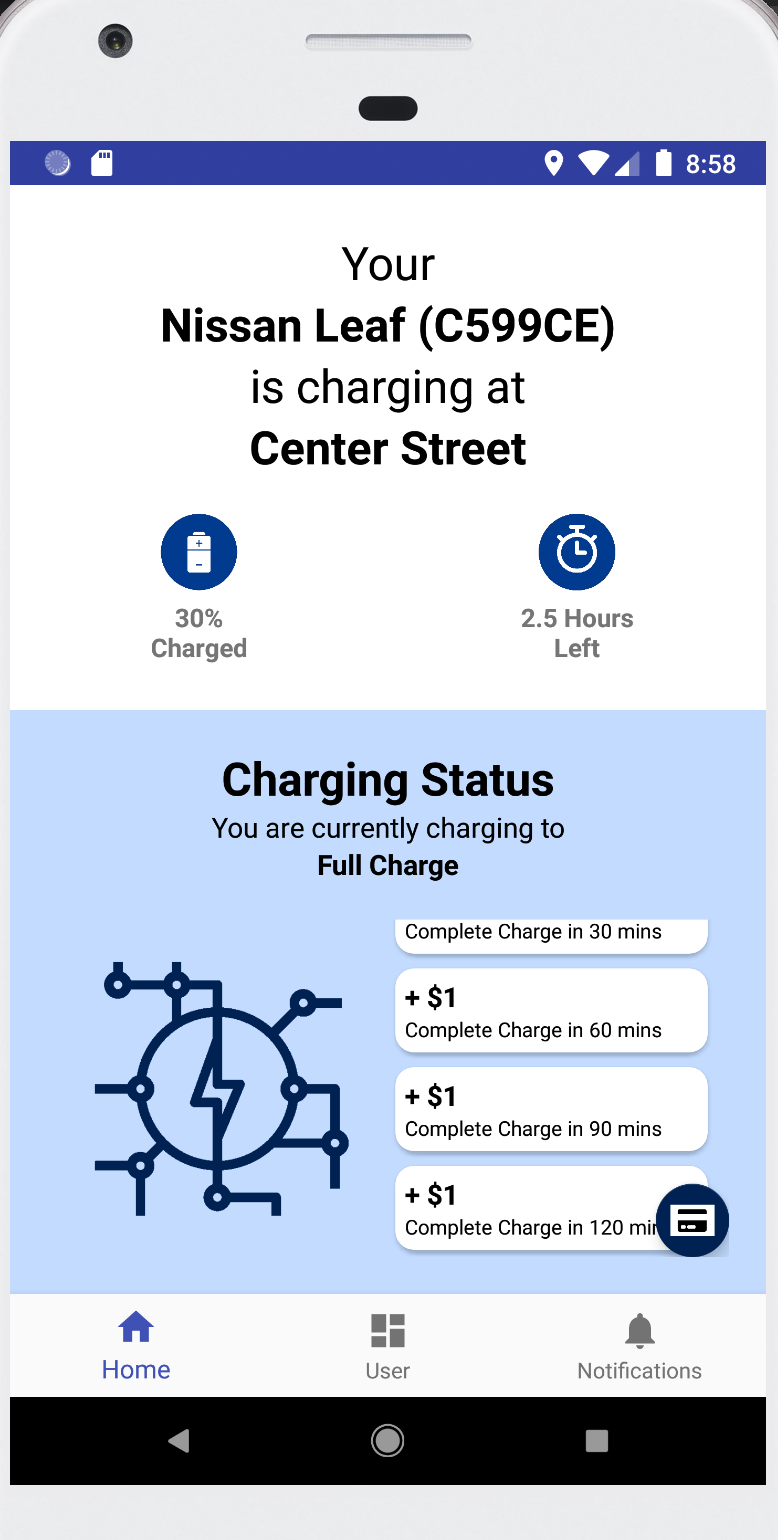 8:58
Your
Nissan Leaf (C599CE)
is charging at
Center Street
30%
Charged
2.5 Hours
Left
Charging Status
You are currently charging to
Full Charge
Complete Charge in 30 mins
+ $1
Complete Charge in 60 mins
+ $1
Complete Charge in 90 mins
+ $1
Complete Charge in 120
Home
User
Notifications